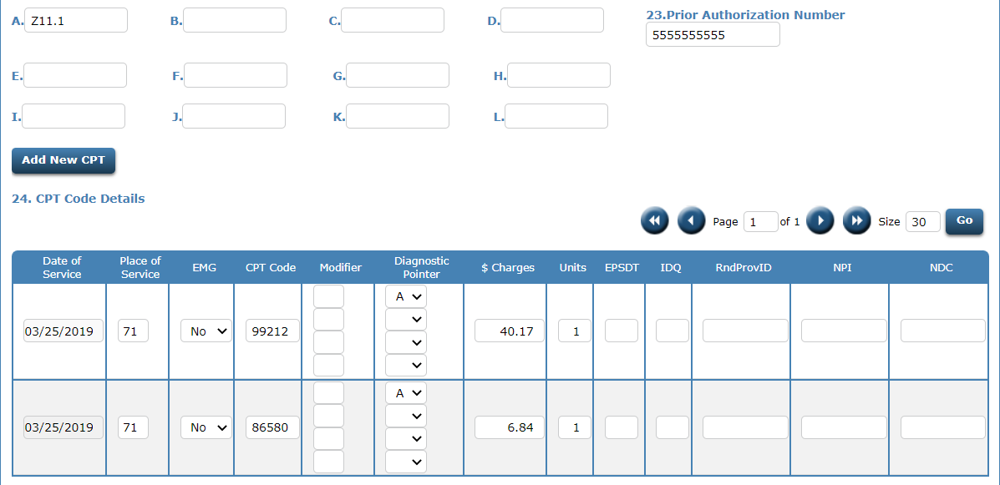 A. Z11.1 B. C. D. 23.Prior Authorization Number
5555555555
E. F. G. H.
I. J. K. L.
Add New CPT
24. CPT Code Details
Page 1 of 1 Size 30 Go
Date of Service Place of Service EMG CPT Code Modifier Diagnostic Pointer $ Charges Units EPSDT IDQ RndProvID NPI NDC
A
03/25/2019 71 No 99212 40.17 1
A
03/25/2019 71 No 86580 6.84 1